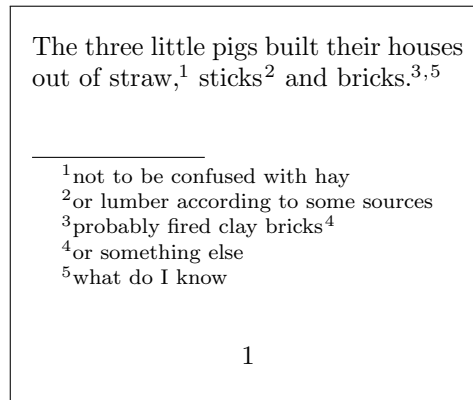 The three little pigs built their houses
out of straw,¹ sticks² and bricks.³,⁵
¹not to be confused with hay
²or lumber according to some sources
³probably fired clay bricks⁴
⁴or something else
⁵what do I know
1